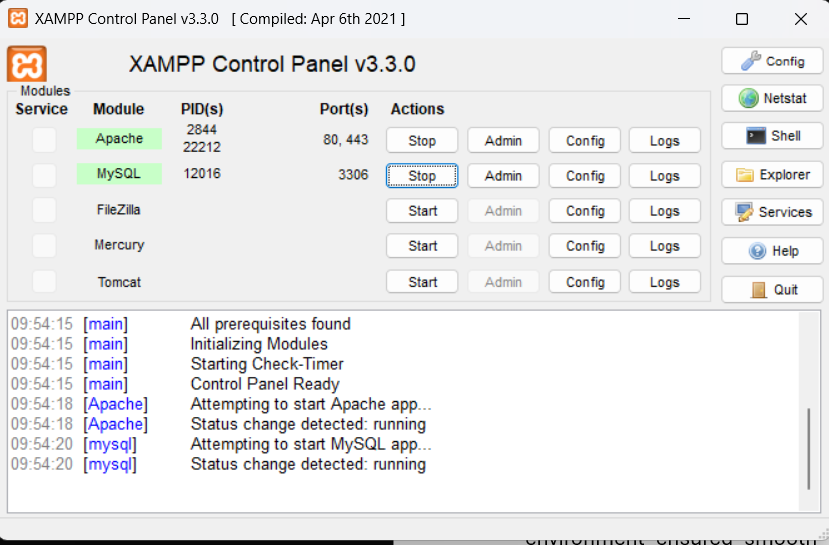 XAMPP Control Panel v3.3.0 [ Compiled: Apr 6th 2021 ]
XAMPP Control Panel v3.3.0
Config
Modules
Service Module PID(s) Port(s) Actions
Netstat
Apache 2844 22212 80, 443 Stop Admin Config Logs
Shell
MySQL 12016 3306 Stop Admin Config Logs
Explorer
FileZilla Start Admin Config Logs
Services
Mercury Start Admin Config Logs
Help
Tomcat Start Admin Config Logs
Quit
09:54:15 [main] All prerequisites found
09:54:15 [main] Initializing Modules
09:54:15 [main] Starting Check-Timer
09:54:15 [main] Control Panel Ready
09:54:18 [Apache] Attempting to start Apache app...
09:54:18 [Apache] Status change detected: running
09:54:20 [mysql] Attempting to start MySQL app...
09:54:20 [mysql] Status change detected: running
environment ensured smooth